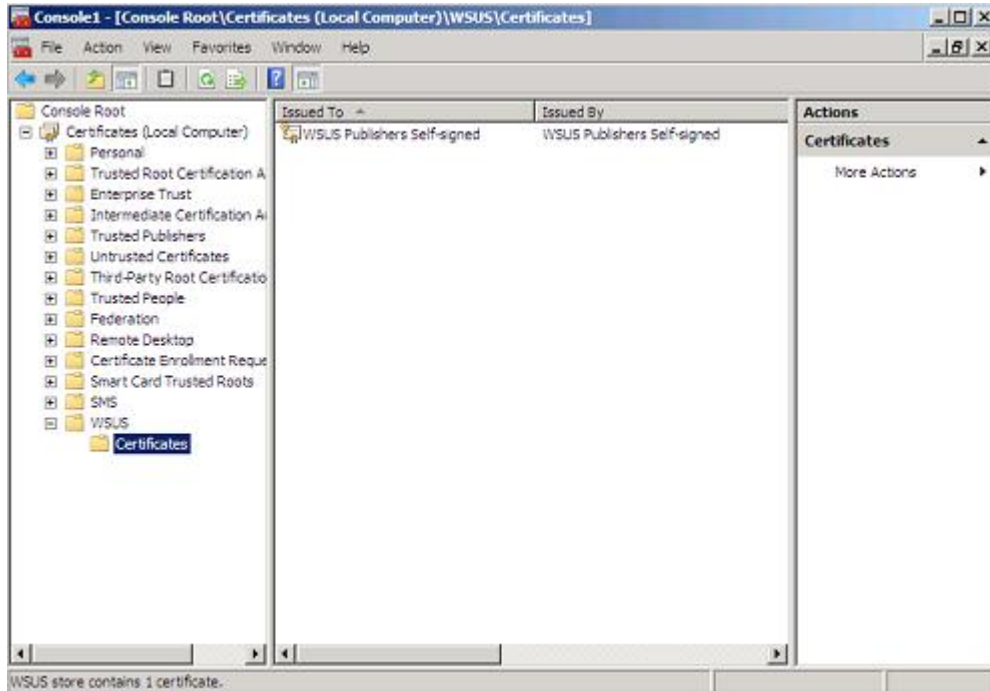 Console1 - [Console Root\Certificates (Local Computer)\WSUS\Certificates]
File Action View Favorites Window Help
Console Root
Certificates (Local Computer)
Personal
Trusted Root Certification A
Enterprise Trust
Intermediate Certification A
Trusted Publishers
Untrusted Certificates
Third-Party Root Certificatio
Trusted People
Federation
Remote Desktop
Certificate Enrollment Reque
Smart Card Trusted Roots
SMS
WSUS
Certificates
Issued To Issued By
WSUS Publishers Self-signed WSUS Publishers Self-signed
Actions
Certificates
More Actions
WSUS store contains 1 certificate.